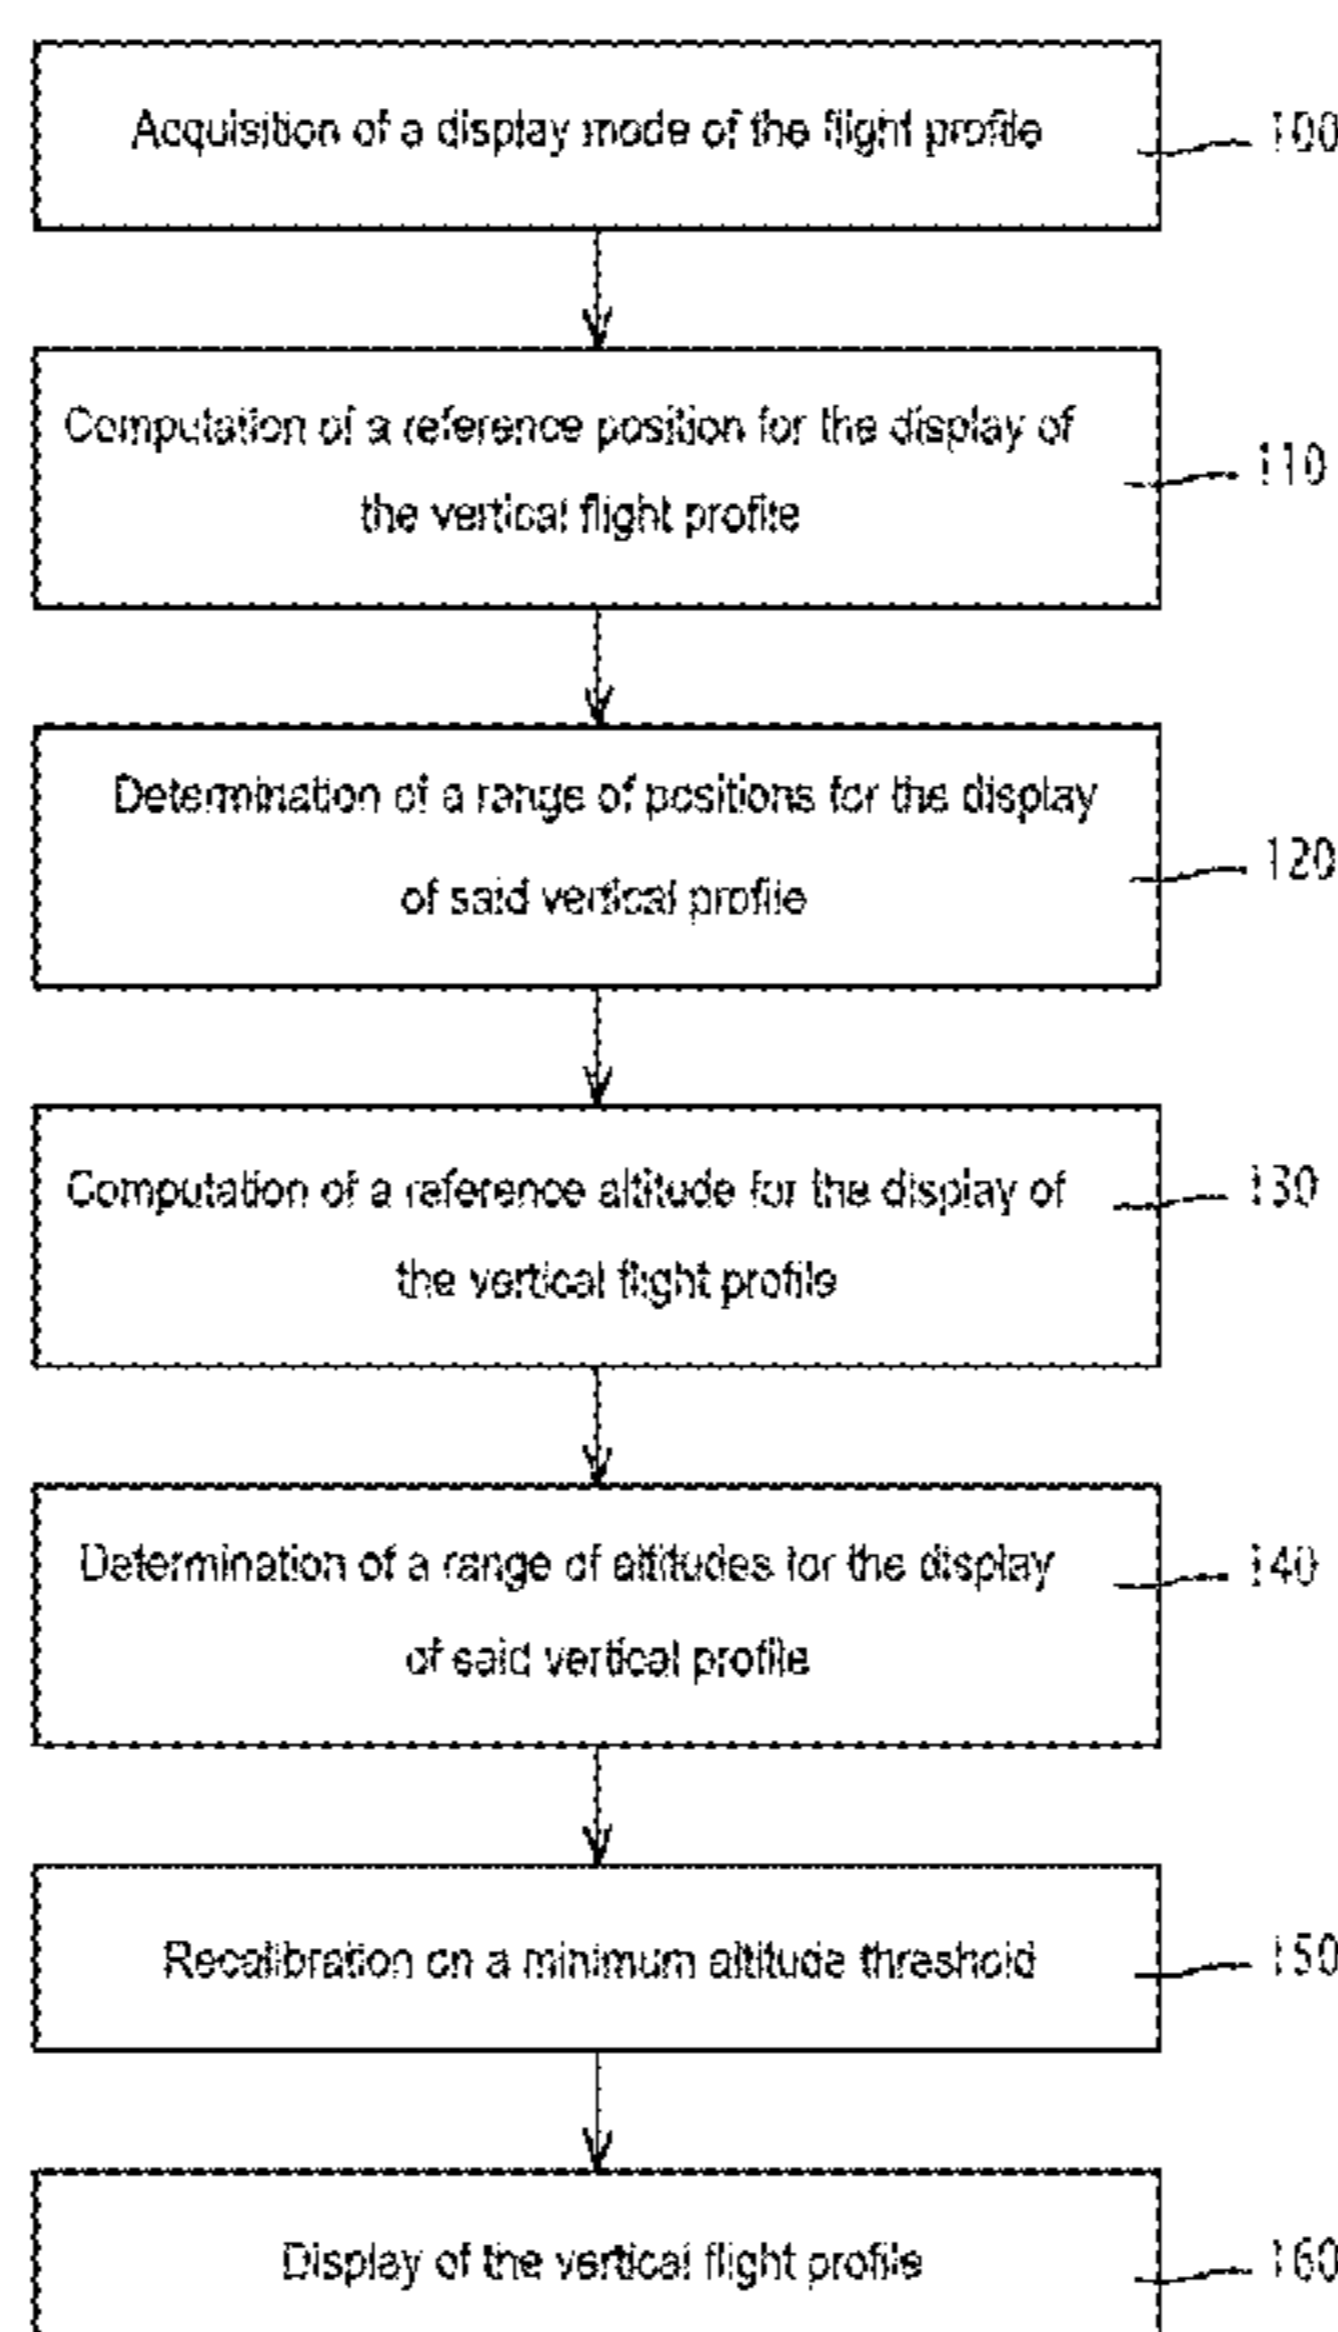 Acquisition of a display mode of the flight profile
100
Computation of a reference position for the display of
the vertical flight profile
110
Determination of a range of positions for the display
of said vertical profile
120
Computation of a reference altitude for the display of
the vertical flight profile
130
Determination of a range of altitudes for the display
of said vertical profile
140
Recalibration on a minimum altitude threshold
150
Display of the vertical flight profile
160